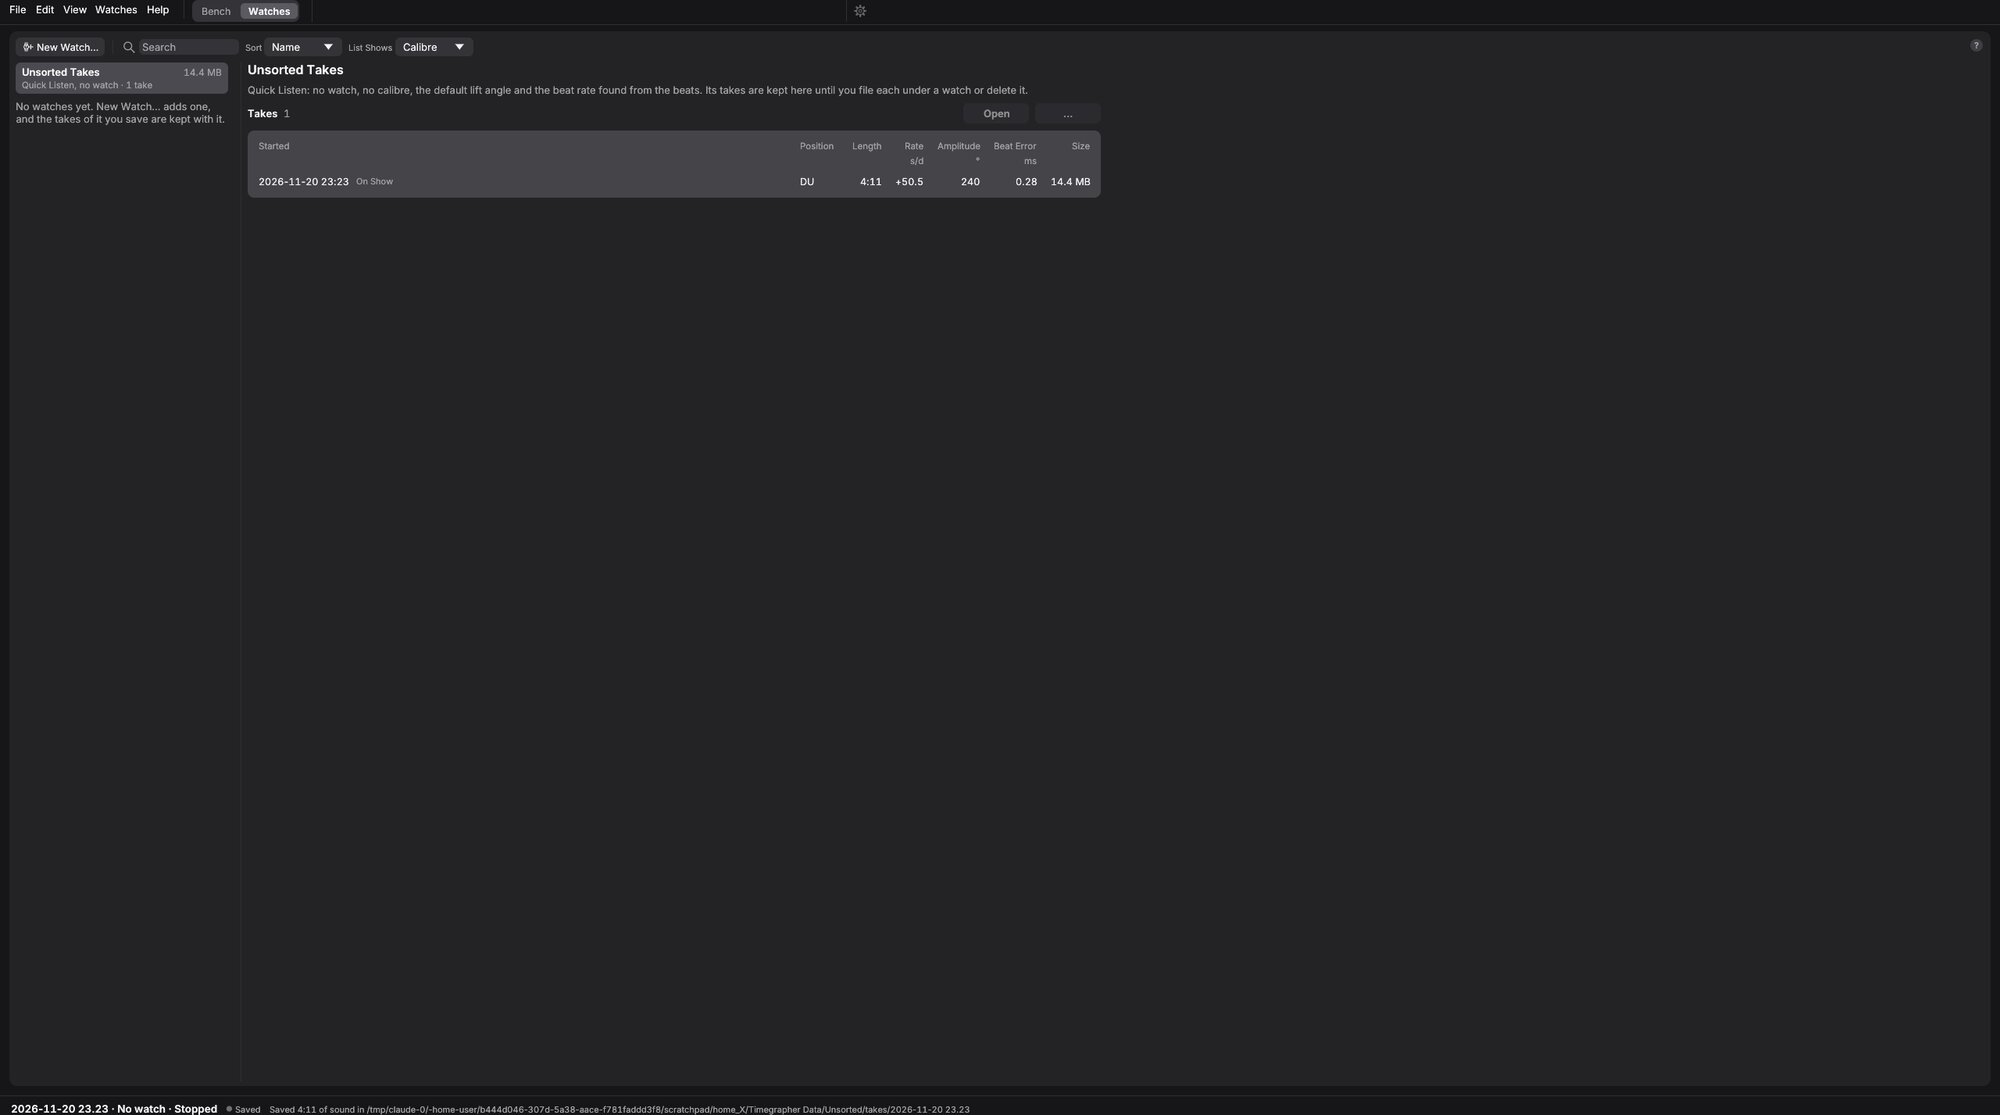 File Edit View Watches Help Bench Watches
New Watch... Search Sort Name List Shows Calibre ?
Unsorted Takes 14.4 MB
Quick Listen, no watch · 1 take
No watches yet. New Watch... adds one,
and the takes of it you save are kept with it.
Unsorted Takes
Quick Listen: no watch, no calibre, the default lift angle and the beat rate found from the beats. Its takes are kept here until you file each under a watch or delete it.
Takes 1 Open ...
Started Position Length Rate Amplitude Beat Error Size
s/d ° ms
2026-11-20 23:23 On Show DU 4:11 +50.5 240 0.28 14.4 MB
2026-11-20 23.23 · No watch · Stopped Saved Saved 4:11 of sound in /tmp/claude-0/-home-user/b444d046-307d-5a38-aace-f781faddd3f8/scratchpad/home_X/Timegrapher Data/Unsorted/takes/2026-11-20 23.23